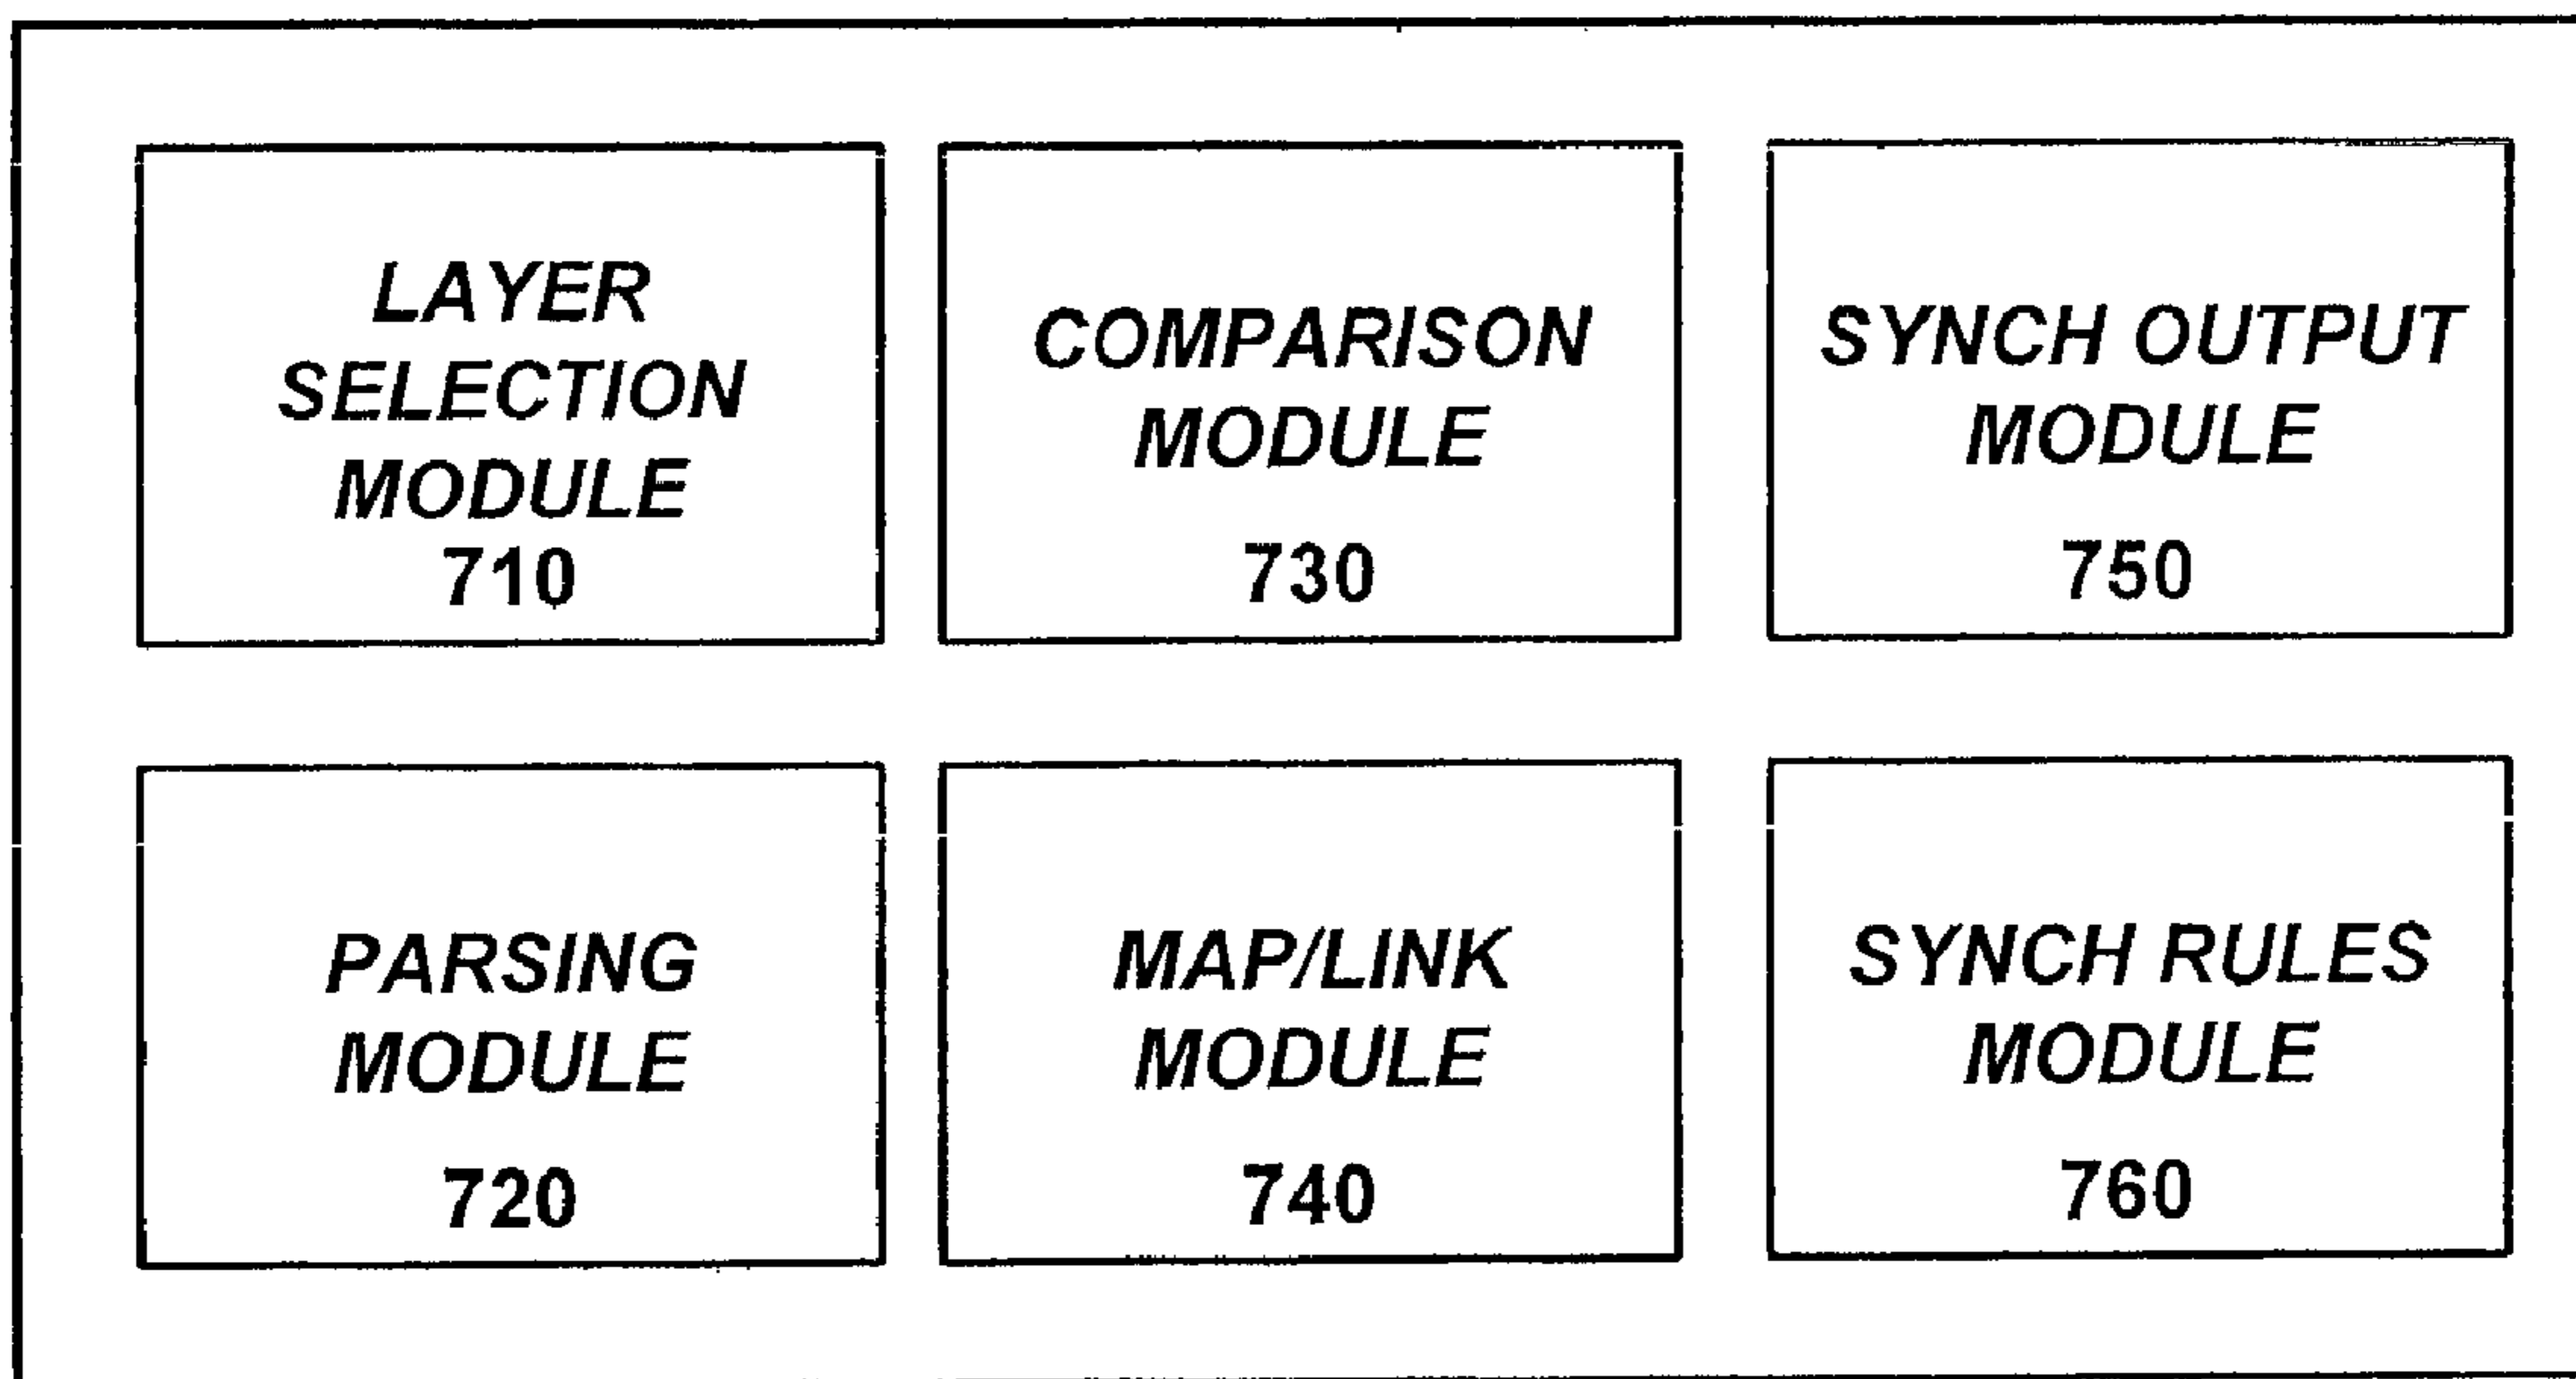 LAYER
SELECTION
MODULE
710
COMPARISON
MODULE
730
SYNCH OUTPUT
MODULE
750
PARSING
MODULE
720
MAP/LINK
MODULE
740
SYNCH RULES
MODULE
760